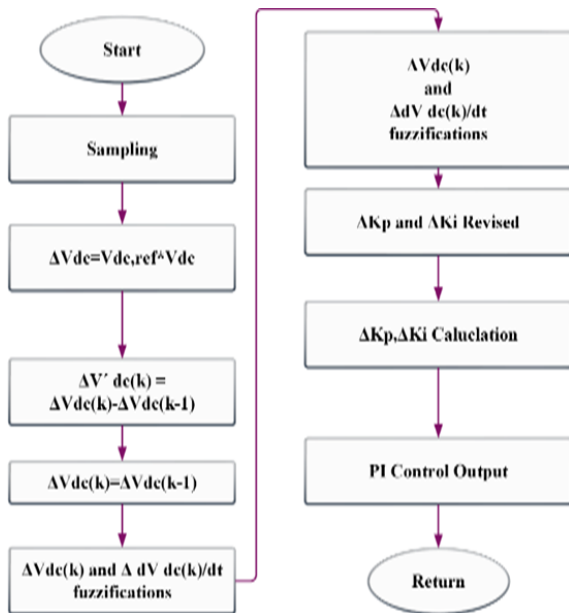 Start
Sampling
ΔVdc=Vdc,ref^Vdc
ΔV´ dc(k) =
ΔVdc(k)-ΔVdc(k-1)
ΔVdc(k)=ΔVdc(k-1)
ΔVdc(k) and Δ dV dc(k)/dt
fuzzifications
ΔVdc(k)
and
ΔdV dc(k)/dt
fuzzifications
ΔKp and ΔKi Revised
ΔKp,ΔKi Caluclation
PI Control Output
Return